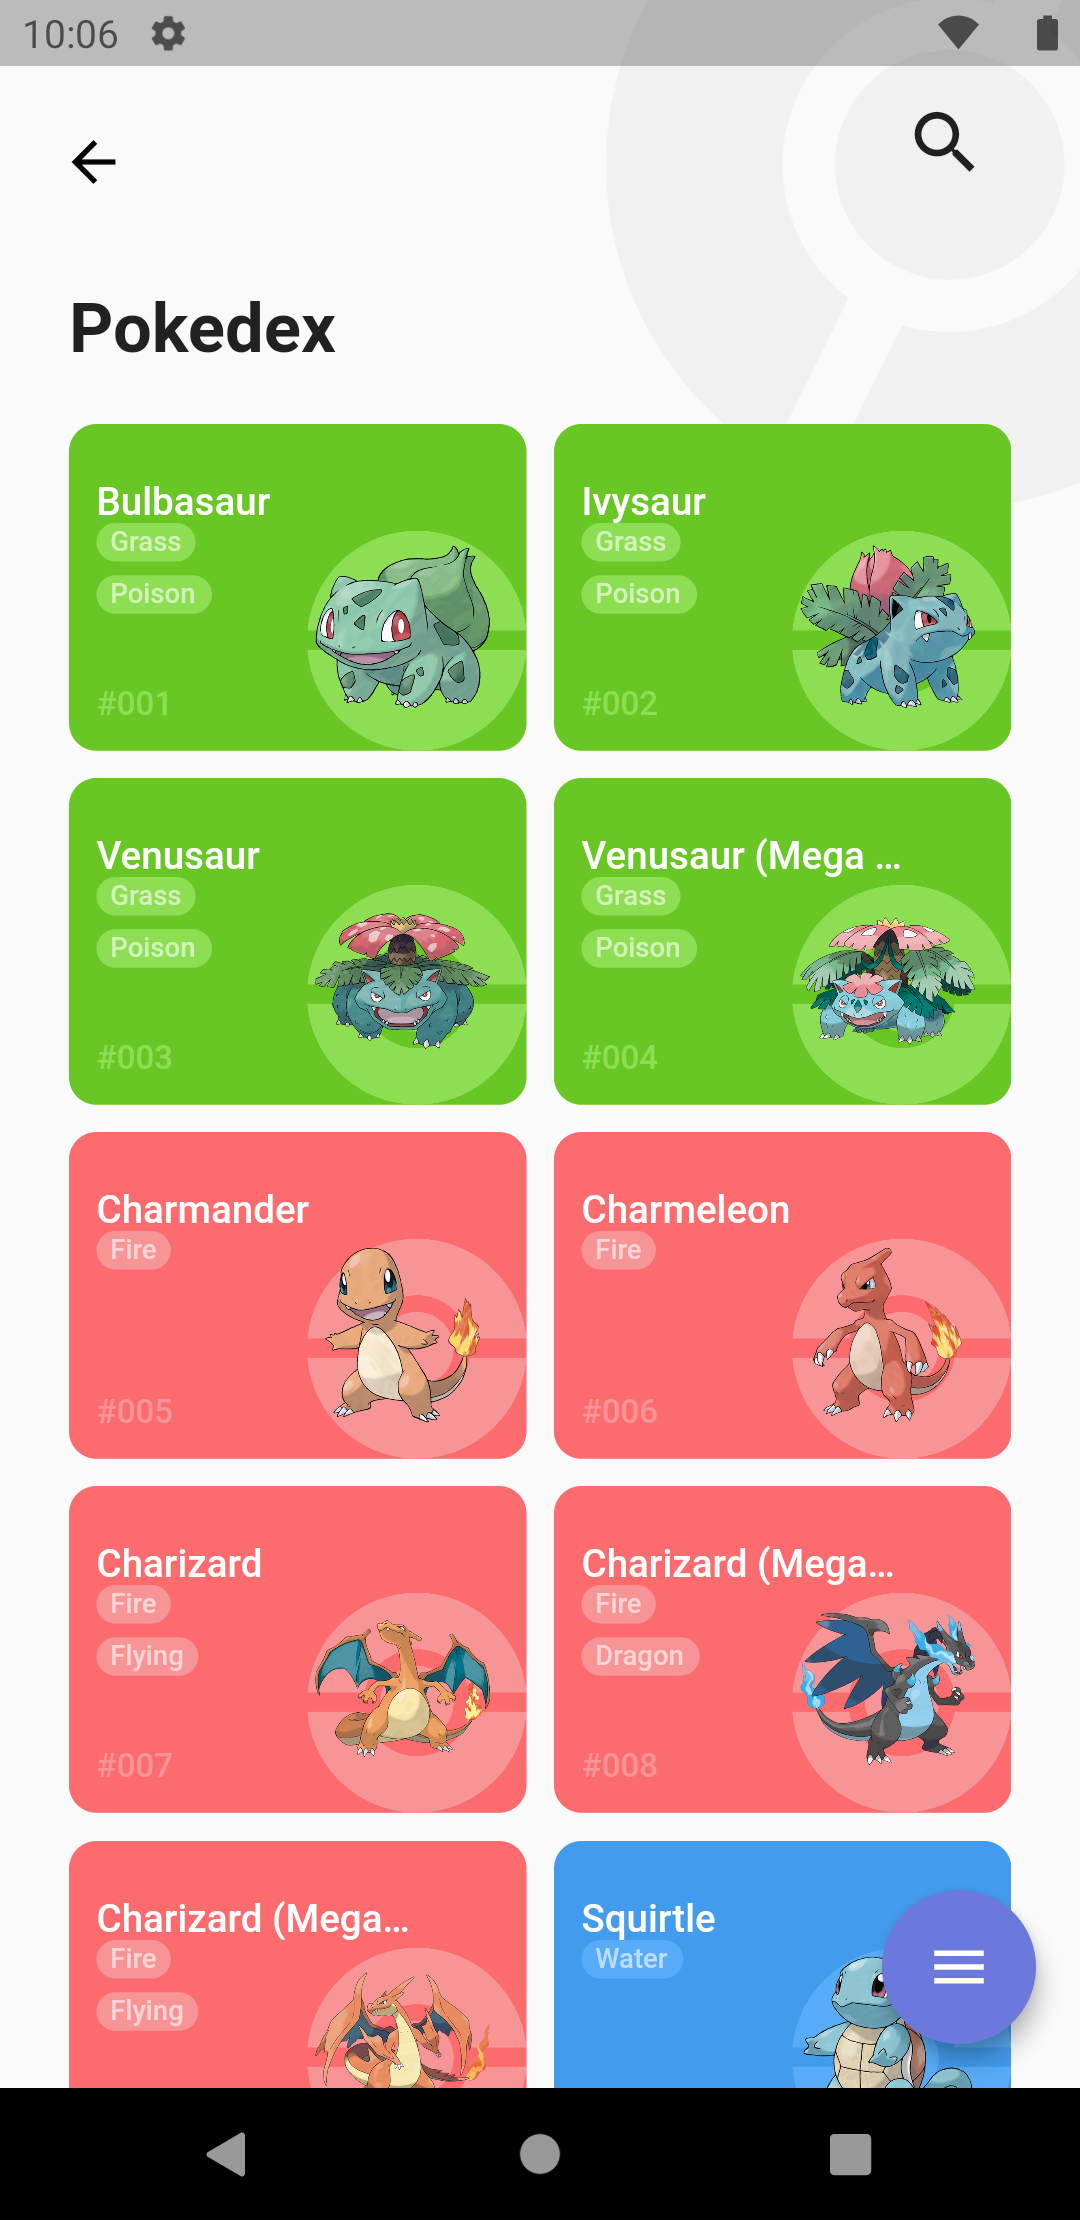 10:06
Pokedex
Bulbasaur
Grass
Poison
#001
Ivysaur
Grass
Poison
#002
Venusaur
Grass
Poison
#003
Venusaur (Mega ...
Grass
Poison
#004
Charmander
Fire
#005
Charmeleon
Fire
#006
Charizard
Fire
Flying
#007
Charizard (Mega...
Fire
Dragon
#008
Charizard (Mega...
Fire
Flying
Squirtle
Water